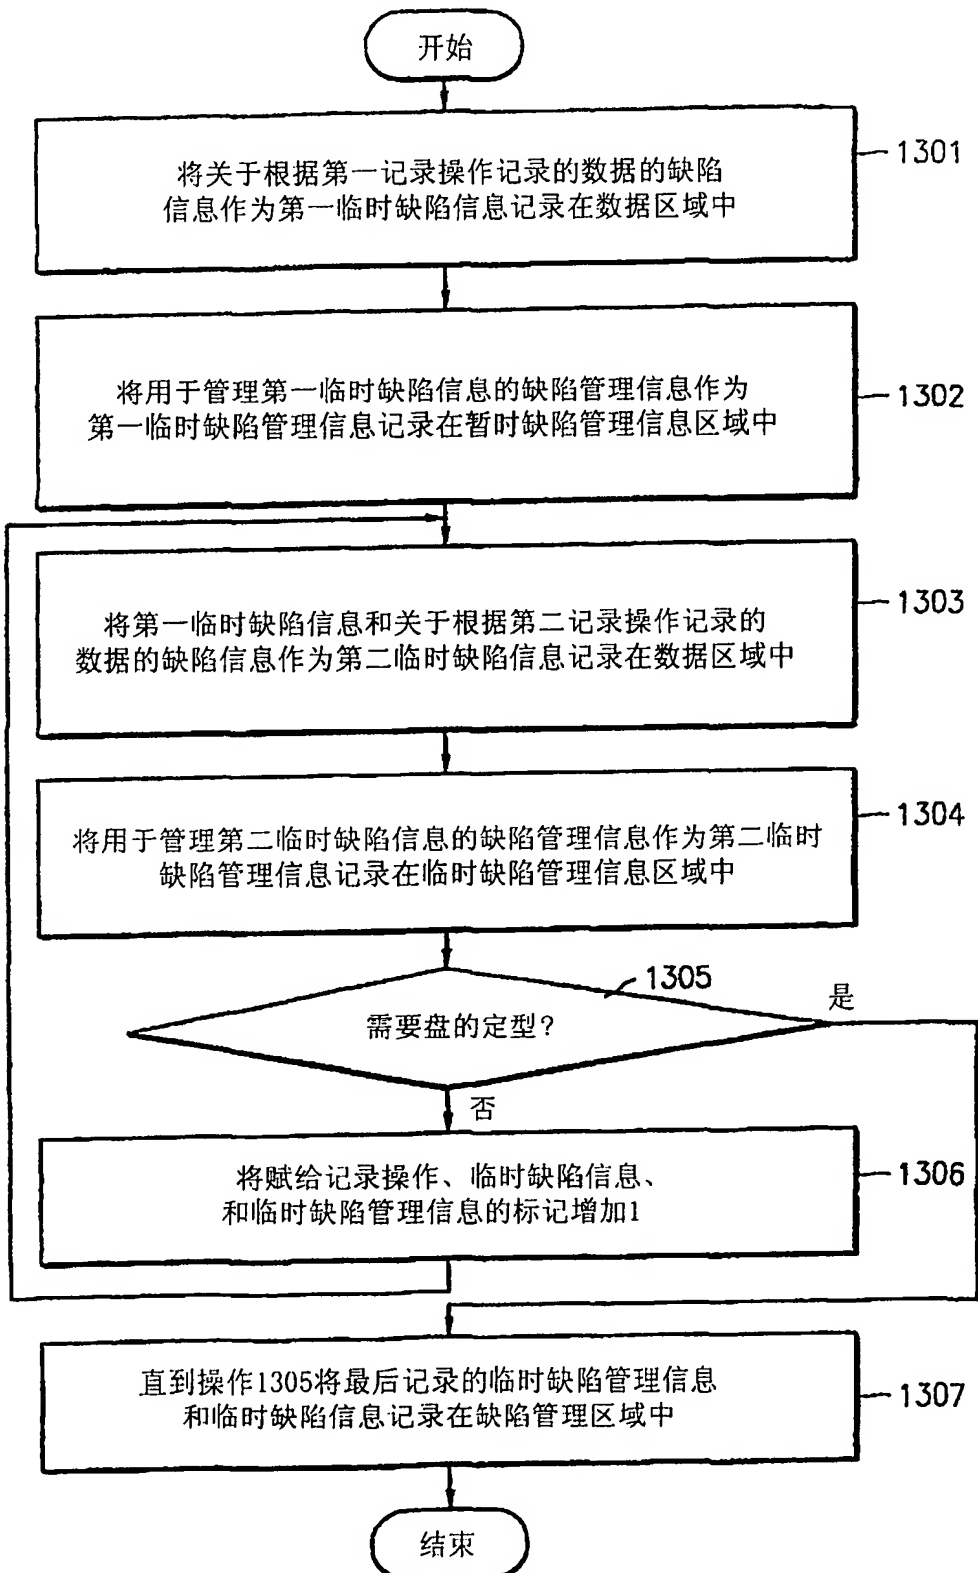 开始
将关于根据第一记录操作记录的数据的缺陷
信息作为第一临时缺陷信息记录在数据区域中
1301
将用于管理第一临时缺陷信息的缺陷管理信息作为
第一临时缺陷管理信息记录在暂时缺陷管理信息区域中
1302
将第一临时缺陷信息和关于根据第二记录操作记录的
数据的缺陷信息作为第二临时缺陷信息记录在数据区域中
1303
将用于管理第二临时缺陷信息的缺陷管理信息作为第二临时
缺陷管理信息记录在临时缺陷管理信息区域中
1304
需要盘的定型?
1305
是
否
将赋给记录操作、临时缺陷信息、
和临时缺陷管理信息的标记增加1
1306
直到操作1305将最后记录的临时缺陷管理信息
和临时缺陷信息记录在缺陷管理区域中
1307
结束